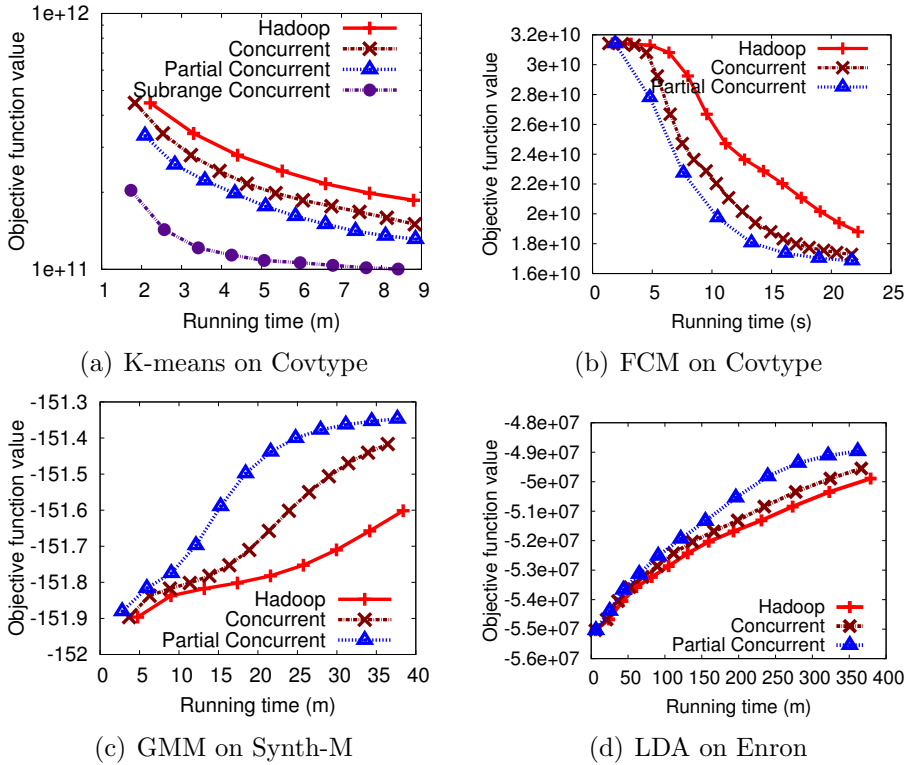 1e+12
Hadoop
Concurrent
Partial Concurrent
Subrange Concurrent
Objective function value
1e+11
1 2 3 4 5 6 7 8 9
Running time (m)
(a) K-means on Covtype
3.2e+10
3e+10
2.8e+10
2.6e+10
2.4e+10
2.2e+10
2e+10
1.8e+10
1.6e+10
Hadoop
Concurrent
Partial Concurrent
Objective function value
0 5 10 15 20 25
Running time (s)
(b) FCM on Covtype
-151.3
-151.4
-151.5
-151.6
-151.7
-151.8
-151.9
-152
Hadoop
Concurrent
Partial Concurrent
Objective function value
0 5 10 15 20 25 30 35 40
Running time (m)
(c) GMM on Synth-M
-4.8e+07
-4.9e+07
-5e+07
-5.1e+07
-5.2e+07
-5.3e+07
-5.4e+07
-5.5e+07
-5.6e+07
Hadoop
Concurrent
Partial Concurrent
Objective function value
0 50 100 150 200 250 300 350 400
Running time (m)
(d) LDA on Enron